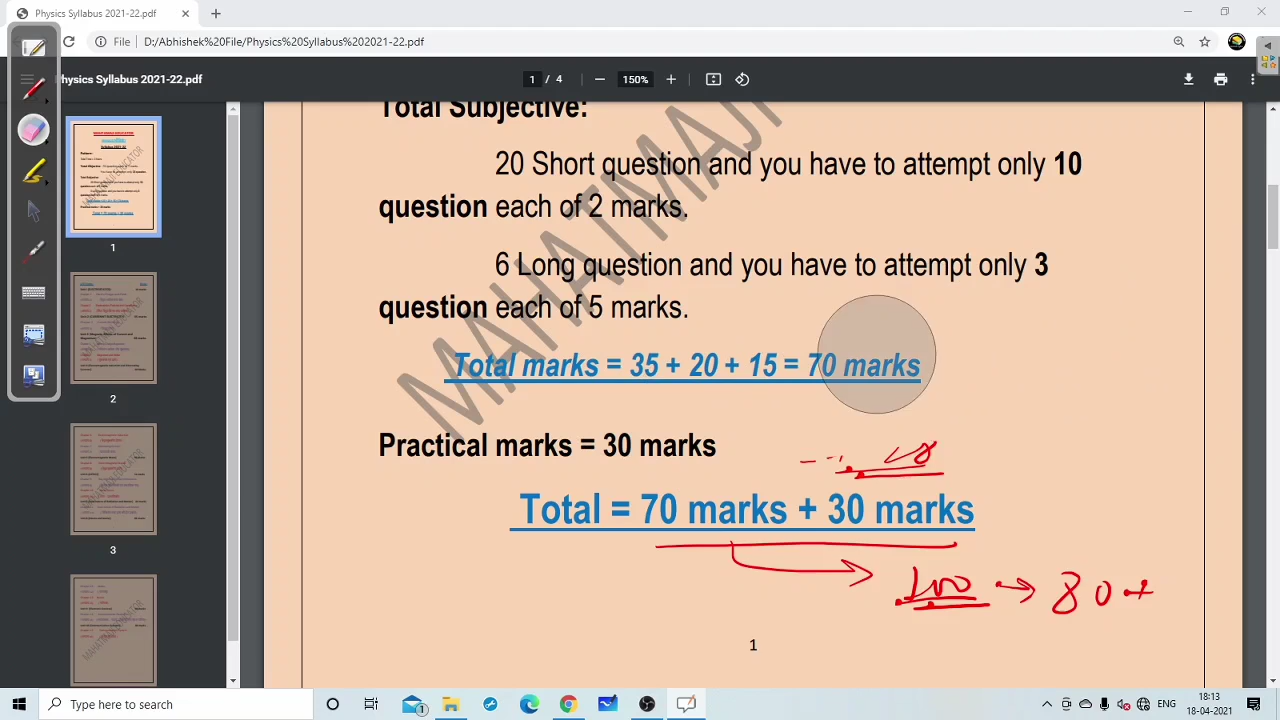 Physics Syllabus 2021-22.pdf
File D:/Abhishek%20File/Physics%20Syllabus%202021-22.pdf
Physics Syllabus 2021-22.pdf
1 / 4
150%
Total Subjective:
20 Short question and you have to attempt only 10
question each of 2 marks.
6 Long question and you have to attempt only 3
question each of 5 marks.
Total marks = 35 + 20 + 15 = 70 marks
Practical marks = 30 marks
Total = 70 marks + 30 marks
100 → 80+
1
MAHATMAJI
1
2
3
Type here to search
ENG
18:13
18-04-2021